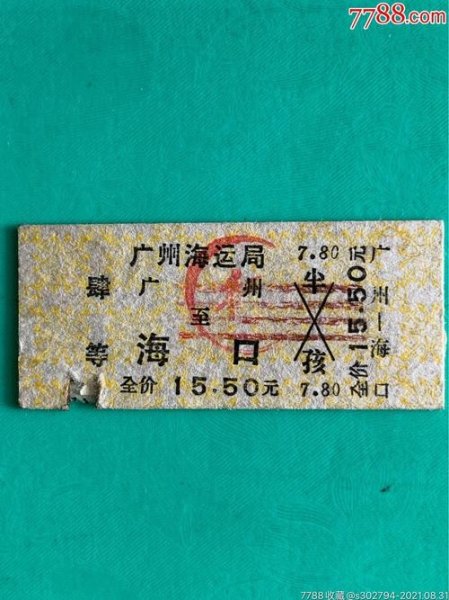 7788.com
广州海运局
肆等
广州
至
海口
全价 15.50元
7.80
半
孩
7.80
全价15.50元
广州—海口
7788收藏@s302794-2021.08.31